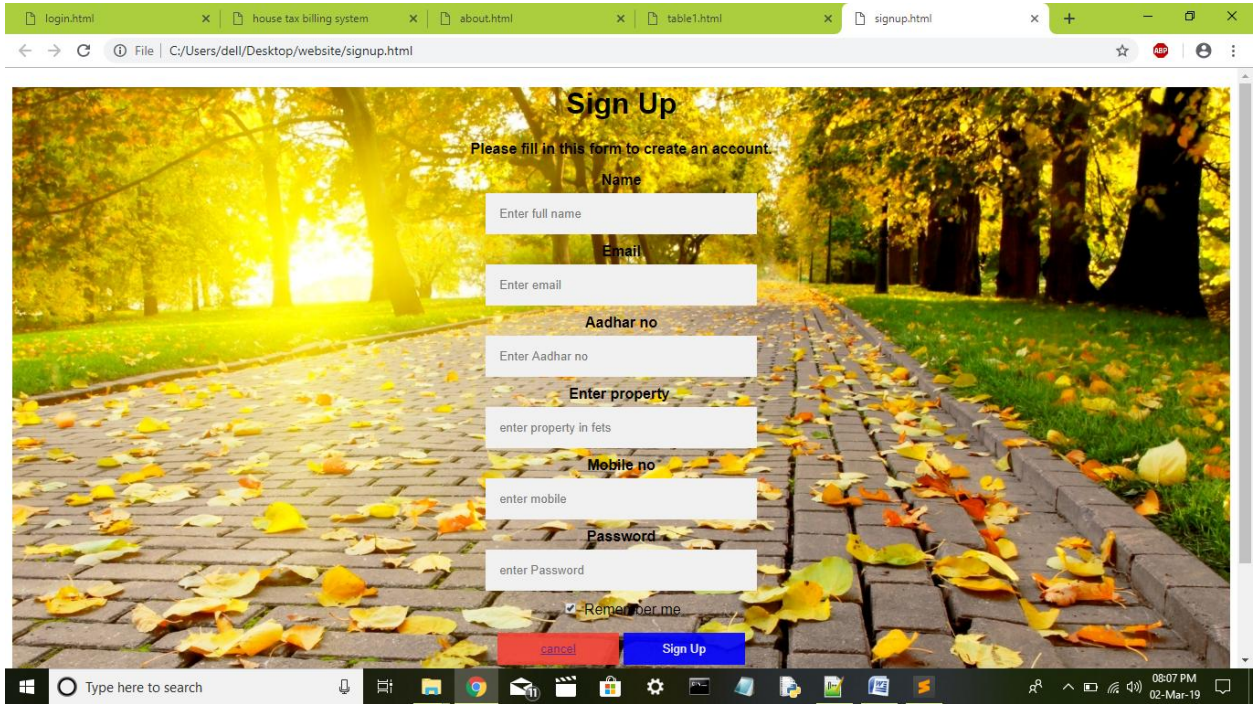 login.html
house tax billing system
about.html
table1.html
signup.html
File C:/Users/dell/Desktop/website/signup.html
ABP
Sign Up
Please fill in this form to create an account.
Name
Enter full name
Email
Enter email
Aadhar no
Enter Aadhar no
Enter property
enter property in fets
Mobile no
enter mobile
Password
enter Password
Remember me
cancel
Sign Up
Type here to search
11
08:07 PM
02-Mar-19